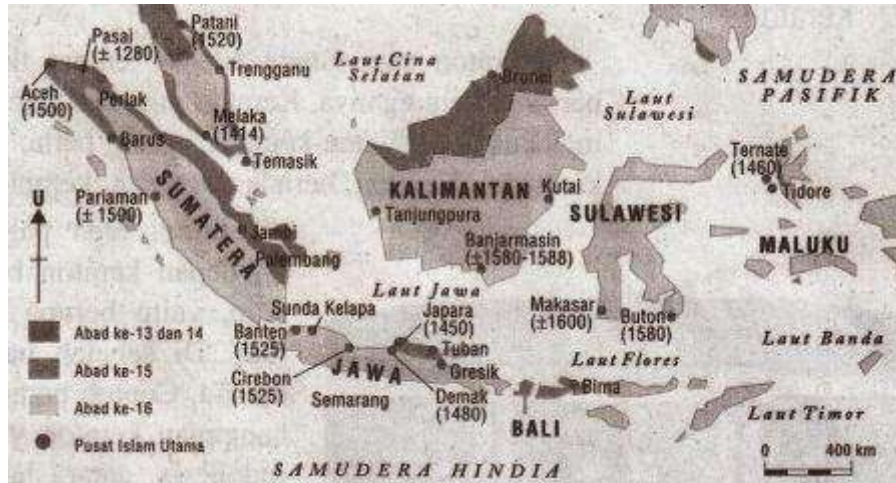 Patani
(1520)
Pasai
(± 1280)
Trengganu
Laut Cina
Selatan
Brunei
Laut
Sulawesi
SAMUDERA
PASIFIK
Aceh
(1500)
Perlak
Barus
Melaka
(1414)
Temasik
Ternate
(1460)
Tidore
Pariaman
(± 1500)
SUMATERA
KALIMANTAN
Kutai
Tanjungpura
SULAWESI
MALUKU
U
Jambi
Palembang
Banjarmasin
(±1580-1588)
Laut Jawa
Sunda Kelapa
Banten
(1525)
Japara
(1450)
Makasar
(±1600)
Buton
(1580)
Abad ke-13 dan 14
Abad ke-15
Abad ke-16
Pusat Islam Utama
Cirebon
(1525)
JAWA
Semarang
Tuban
Gresik
Demak
(1480)
Laut Flores
Bima
BALI
Laut Banda
Laut Timor
0 400 km
SAMUDERA HINDIA